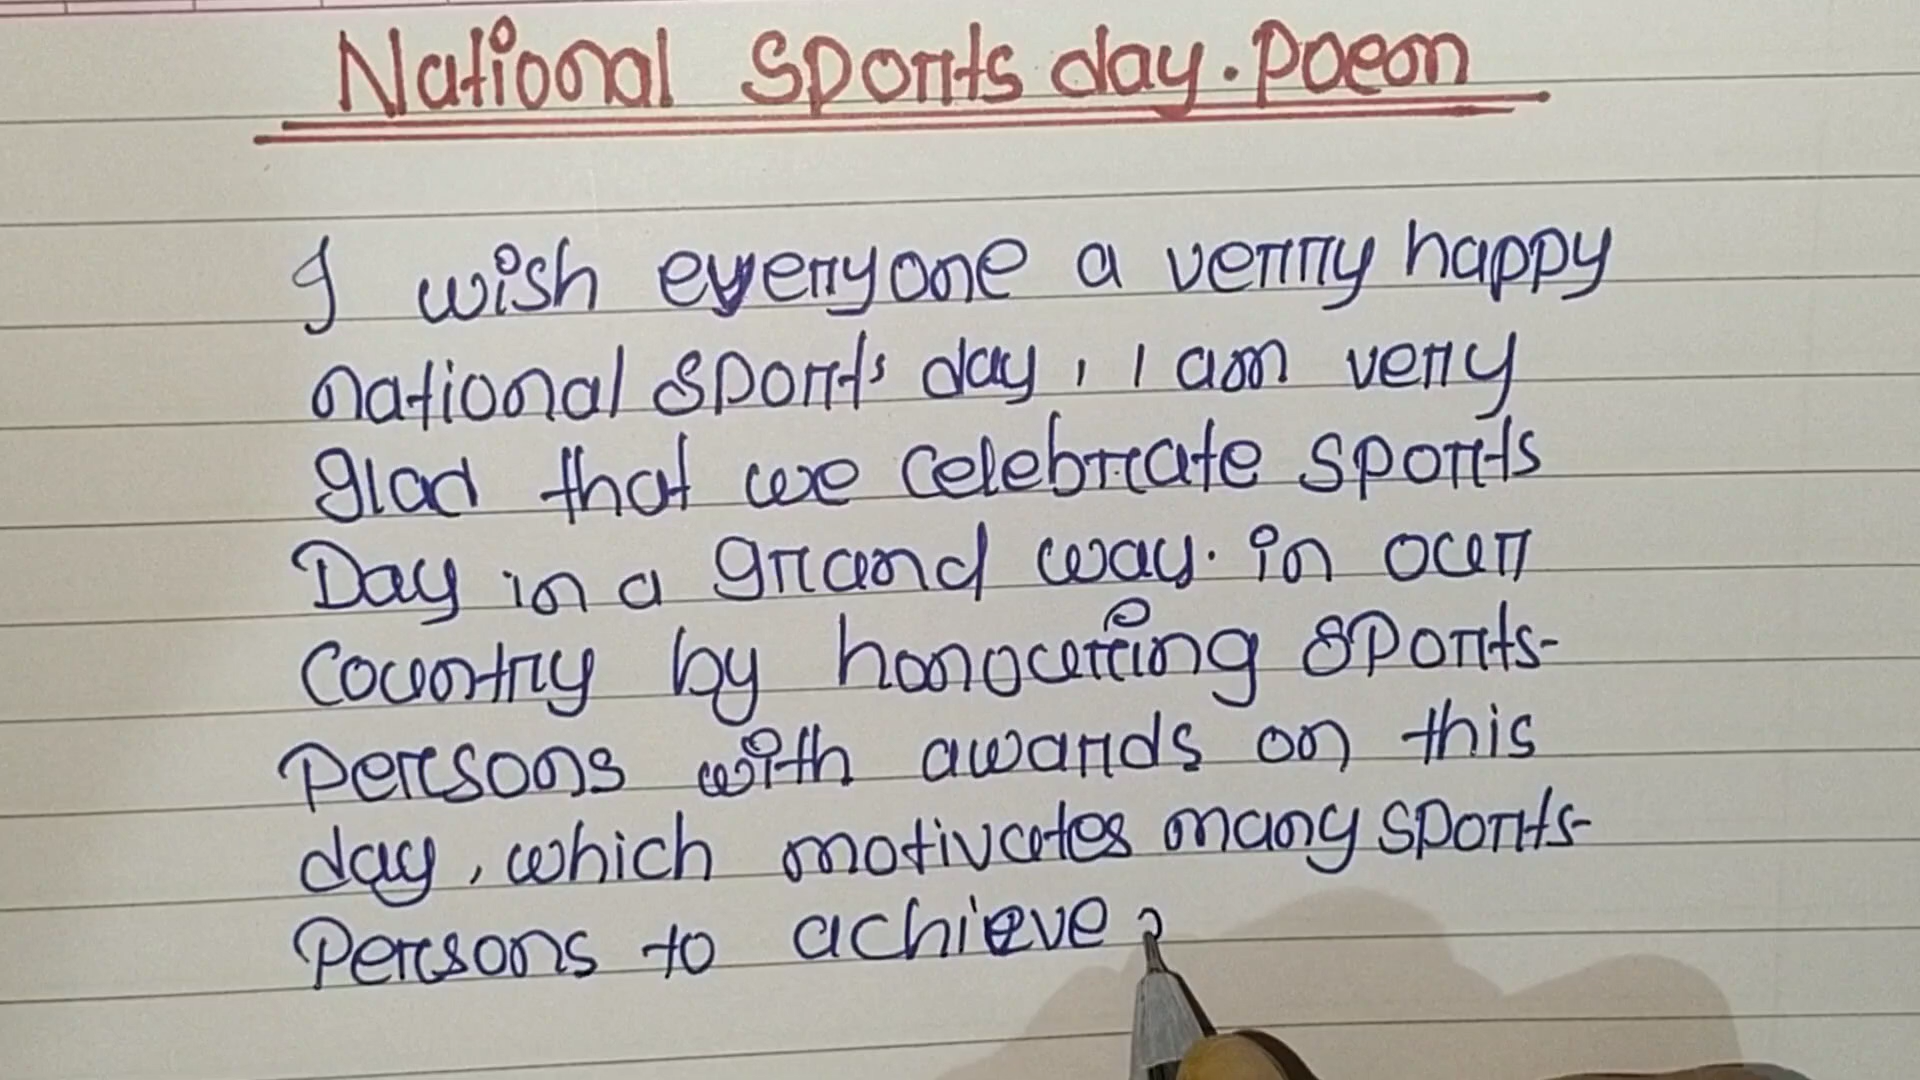 National Sports day. Poem
I wish everyone a verry happy
national sports day, I am very
glad that we celebrate sports
Day in a grand way. in our
Country by honouring sports-
persons with awards on this
day, which motivates many sports-
Persons to achieve